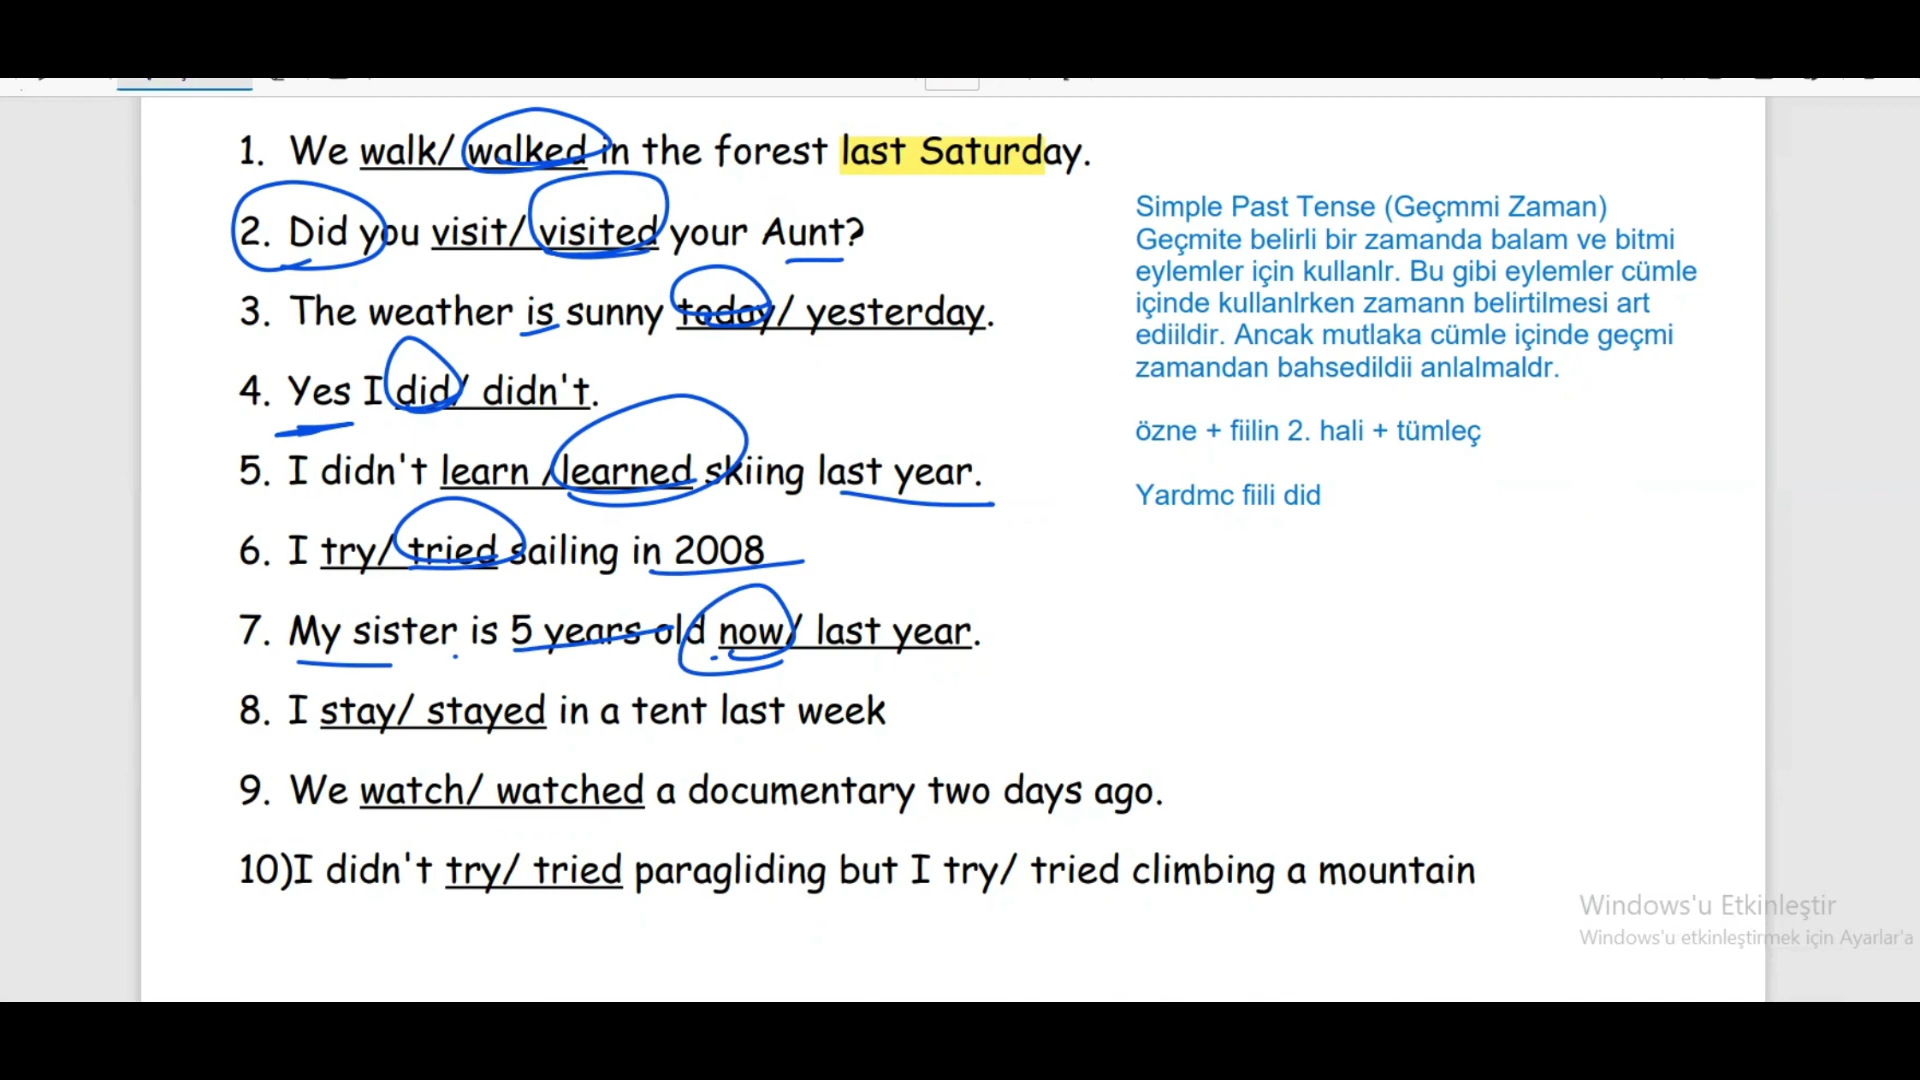 1. We walk/ walked in the forest last Saturday.
2. Did you visit/ visited your Aunt?
3. The weather is sunny today/ yesterday.
4. Yes I did/ didn't.
5. I didn't learn /learned skiing last year.
6. I try/ tried sailing in 2008
7. My sister is 5 years old now/ last year.
8. I stay/ stayed in a tent last week
9. We watch/ watched a documentary two days ago.
10)I didn't try/ tried paragliding but I try/ tried climbing a mountain
Simple Past Tense (Geçmmi Zaman)
Geçmite belirli bir zamanda balam ve bitmi
eylemler için kullanlr. Bu gibi eylemler cümle
içinde kullanlrken zamann belirtilmesi art
ediildir. Ancak mutlaka cümle içinde geçmi
zamandan bahsedildii anlalmaldr.
özne + fiilin 2. hali + tümleç
Yardmc fiili did
Windows'u Etkinleştir
Windows'u etkinleştirmek için Ayarlar'a